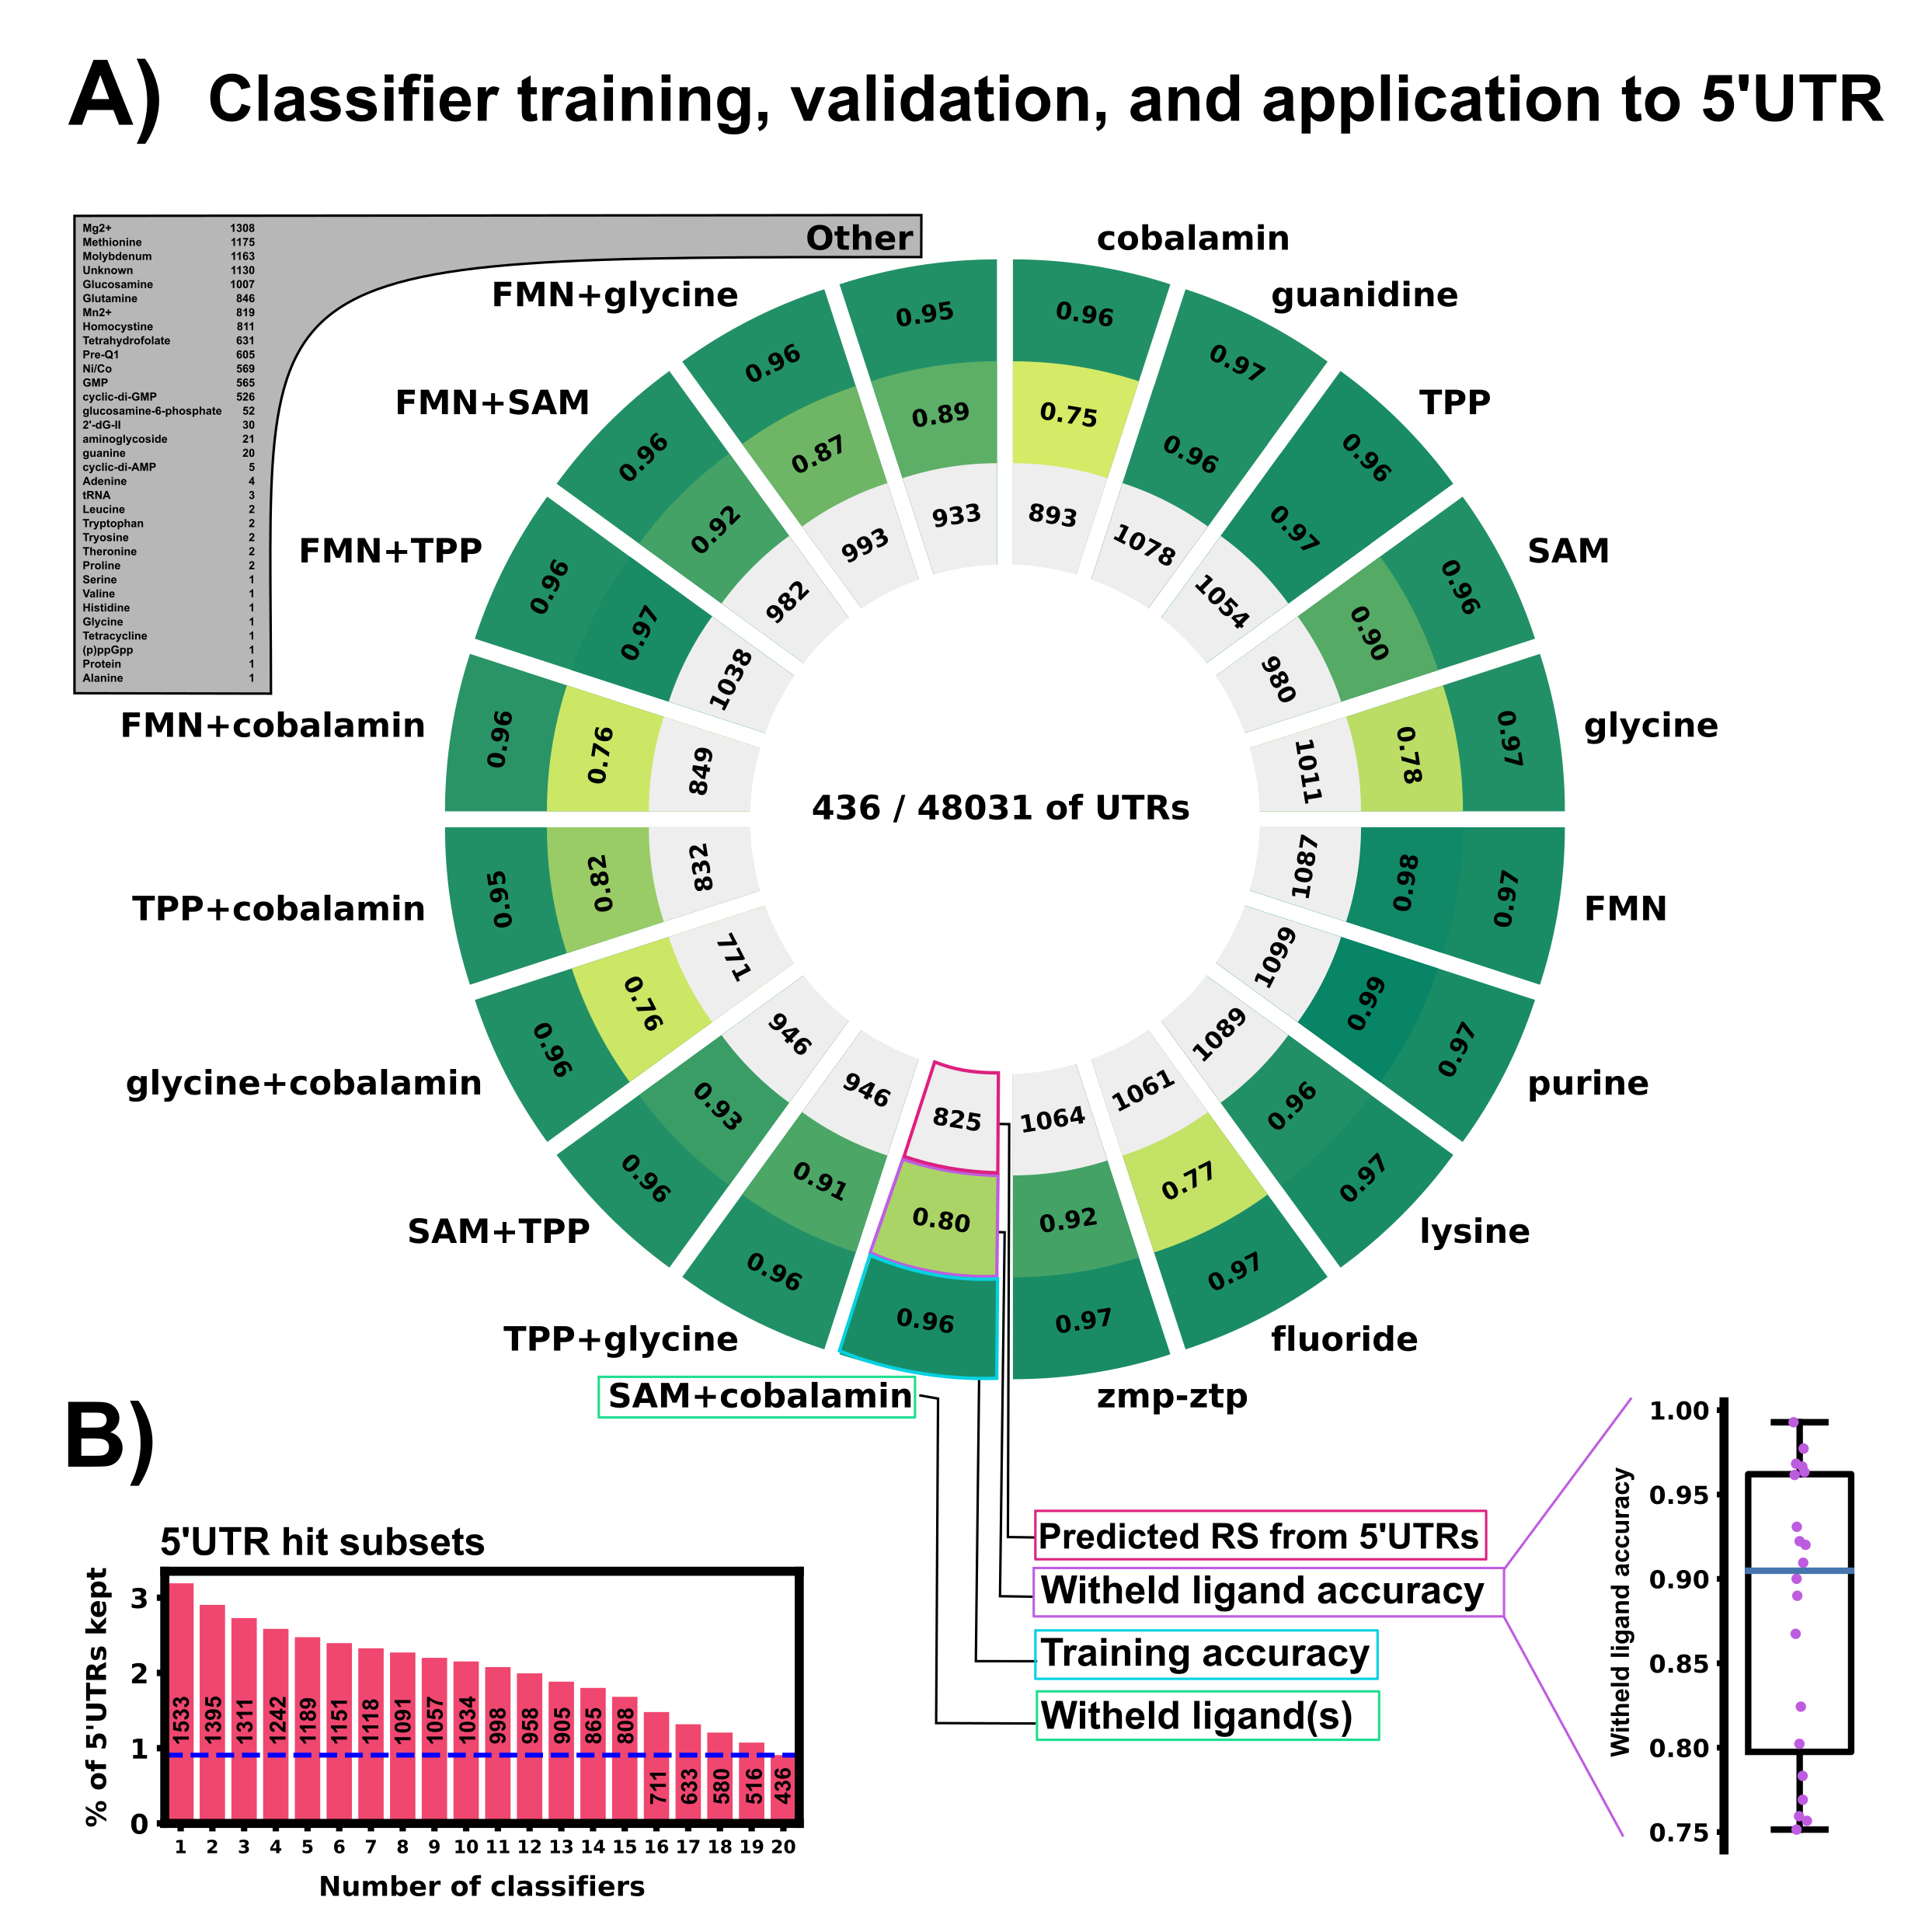 A) Classifier training, validation, and application to 5'UTR
Other
Mg2+ 1308
Methionine 1175
Molybdenum 1163
Unknown 1130
Glucosamine 1007
Glutamine 846
Mn2+ 819
Homocystine 811
Tetrahydrofolate 631
Pre-Q1 605
Ni/Co 569
GMP 565
cyclic-di-GMP 526
glucosamine-6-phosphate 52
2'-dG-II 30
aminoglycoside 21
guanine 20
cyclic-di-AMP 5
Adenine 4
tRNA 3
Leucine 2
Tryptophan 2
Tryosine 2
Theronine 2
Proline 2
Serine 1
Valine 1
Histidine 1
Glycine 1
Tetracycline 1
(p)ppGpp 1
Protein 1
Alanine 1
0.95
0.89
933
cobalamin
0.96
0.75
893
guanidine
0.97
0.96
1078
TPP
0.96
0.97
1054
SAM
0.96
0.90
980
glycine
0.97
0.78
1011
FMN
0.97
0.98
1087
purine
0.97
0.99
1099
lysine
0.97
0.96
1089
fluoride
0.97
0.77
1061
zmp-ztp
0.97
0.92
1064
SAM+cobalamin
0.96
0.80
825
TPP+glycine
0.96
0.91
946
SAM+TPP
0.96
0.93
946
glycine+cobalamin
0.96
0.76
771
TPP+cobalamin
0.95
0.82
832
FMN+cobalamin
0.96
0.76
849
FMN+TPP
0.96
0.97
1038
FMN+SAM
0.96
0.92
982
FMN+glycine
0.96
0.87
993
436 / 48031 of UTRs
Predicted RS from 5'UTRs
Witheld ligand accuracy
Training accuracy
Witheld ligand(s)
Witheld ligand accuracy
1.00
0.95
0.90
0.85
0.80
0.75
B)
5'UTR hit subsets
% of 5'UTRs kept
3
2
1
0
1533 1395 1311 1242 1189 1151 1118 1091 1057 1034 998 958 905 865 808 711 633 580 516 436
1 2 3 4 5 6 7 8 9 10 11 12 13 14 15 16 17 18 19 20
Number of classifiers